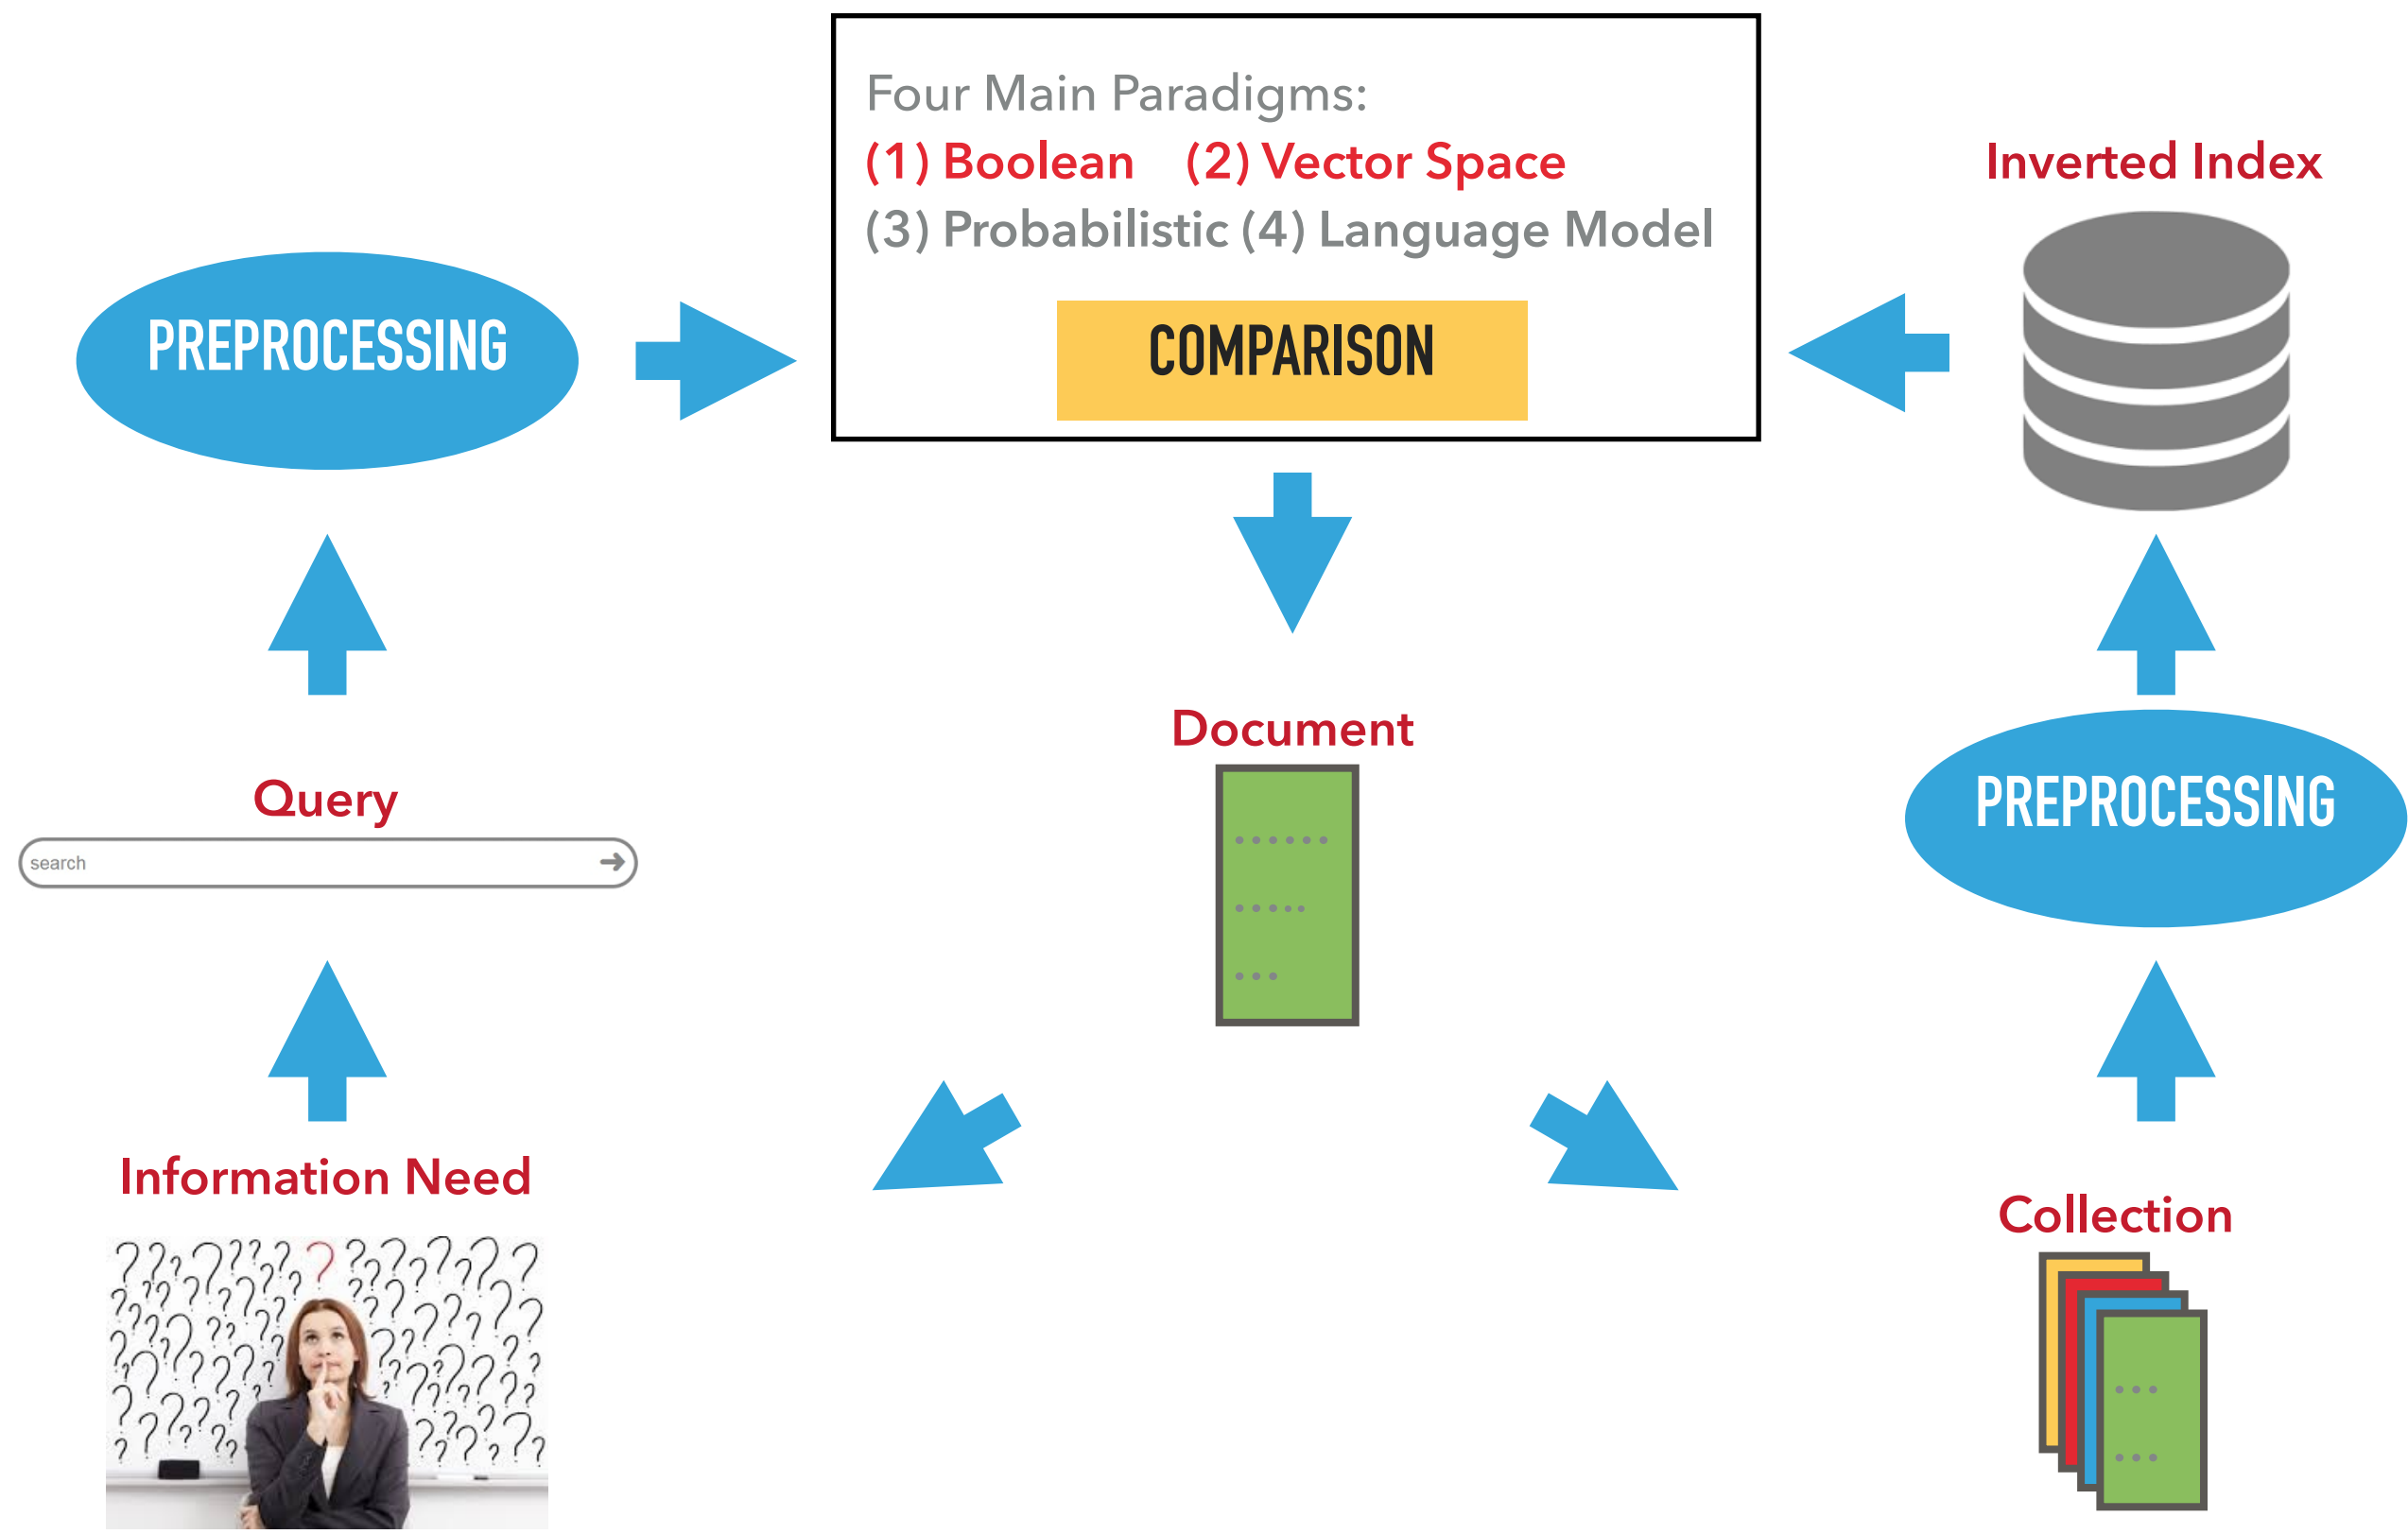 Four Main Paradigms:
(1) Boolean (2) Vector Space
(3) Probabilistic (4) Language Model
COMPARISON
Inverted Index
PREPROCESSING
Document
Query
search
PREPROCESSING
Information Need
Collection